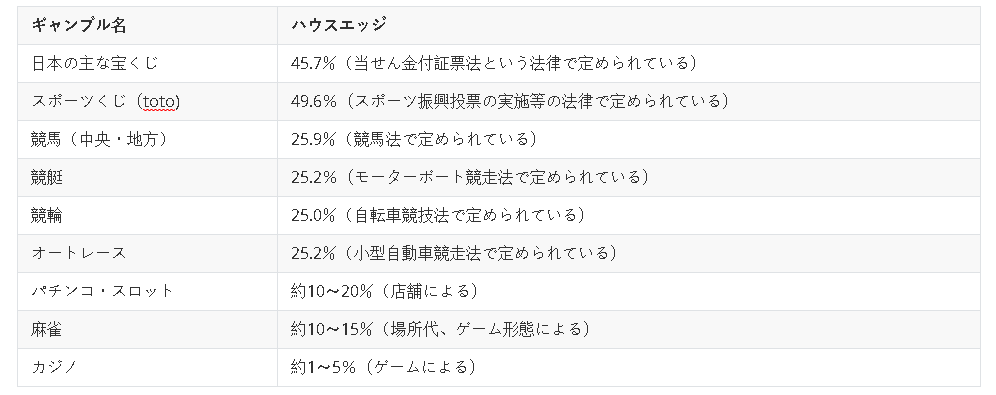 ギャンブル名 ハウスエッジ
日本の主な宝くじ 45.7%（当せん金付証票法という法律で定められている）
スポーツくじ（toto) 49.6%（スポーツ振興投票の実施等の法律で定められている）
競馬（中央・地方） 25.9%（競馬法で定められている）
競艇 25.2%（モーターボート競走法で定められている）
競輪 25.0%（自転車競技法で定められている）
オートレース 25.2%（小型自動車競走法で定められている）
パチンコ・スロット 約10〜20%（店舗による）
麻雀 約10〜15%（場所代、ゲーム形態による）
カジノ 約1〜5%（ゲームによる）